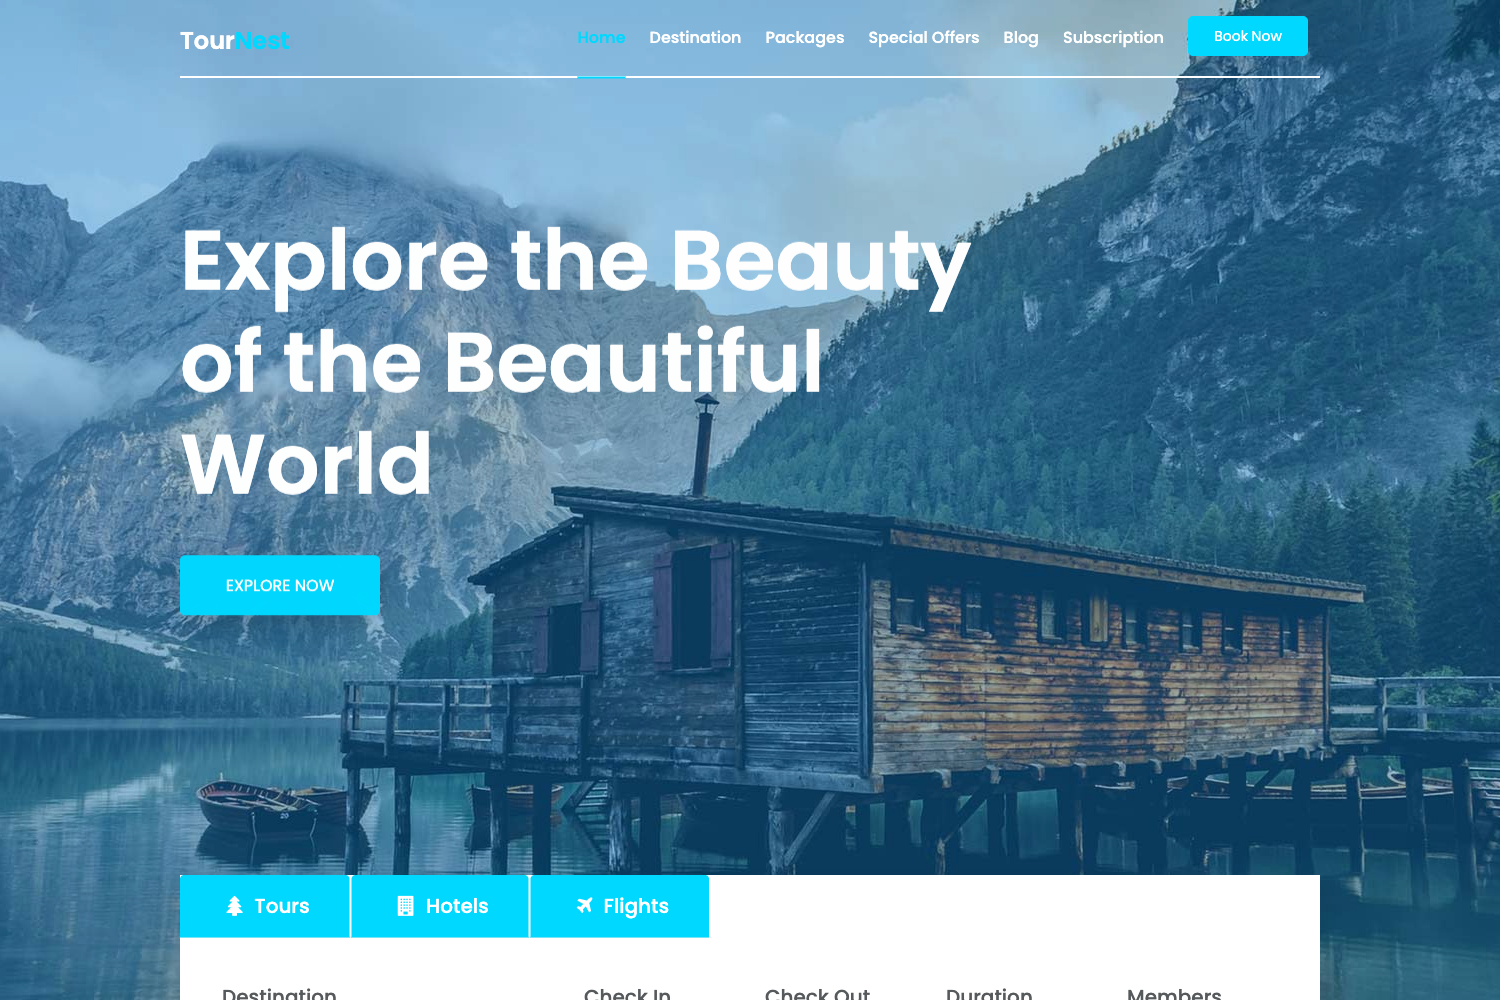 TourNest
Home Destination Packages Special Offers Blog Subscription Book Now
Explore the Beauty
of the Beautiful
World
EXPLORE NOW
20
Tours Hotels Flights
Destination Check In Check Out Duration Members